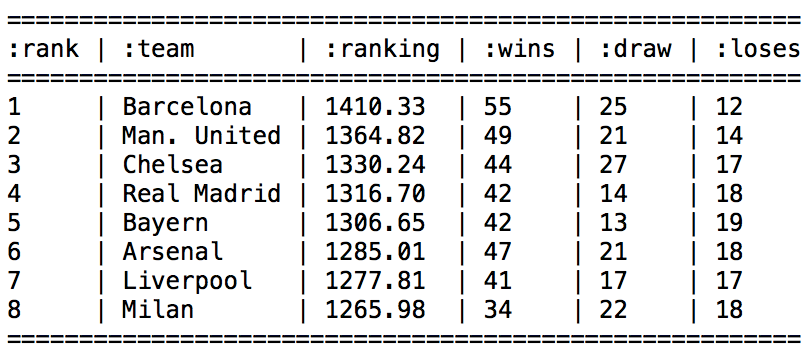 =======================================================
:rank | :team       | :ranking | :wins | :draw | :loses
=======================================================
1     | Barcelona   | 1410.33  | 55    | 25    | 12
2     | Man. United | 1364.82  | 49    | 21    | 14
3     | Chelsea     | 1330.24  | 44    | 27    | 17
4     | Real Madrid | 1316.70  | 42    | 14    | 18
5     | Bayern      | 1306.65  | 42    | 13    | 19
6     | Arsenal     | 1285.01  | 47    | 21    | 18
7     | Liverpool   | 1277.81  | 41    | 17    | 17
8     | Milan       | 1265.98  | 34    | 22    | 18
=======================================================